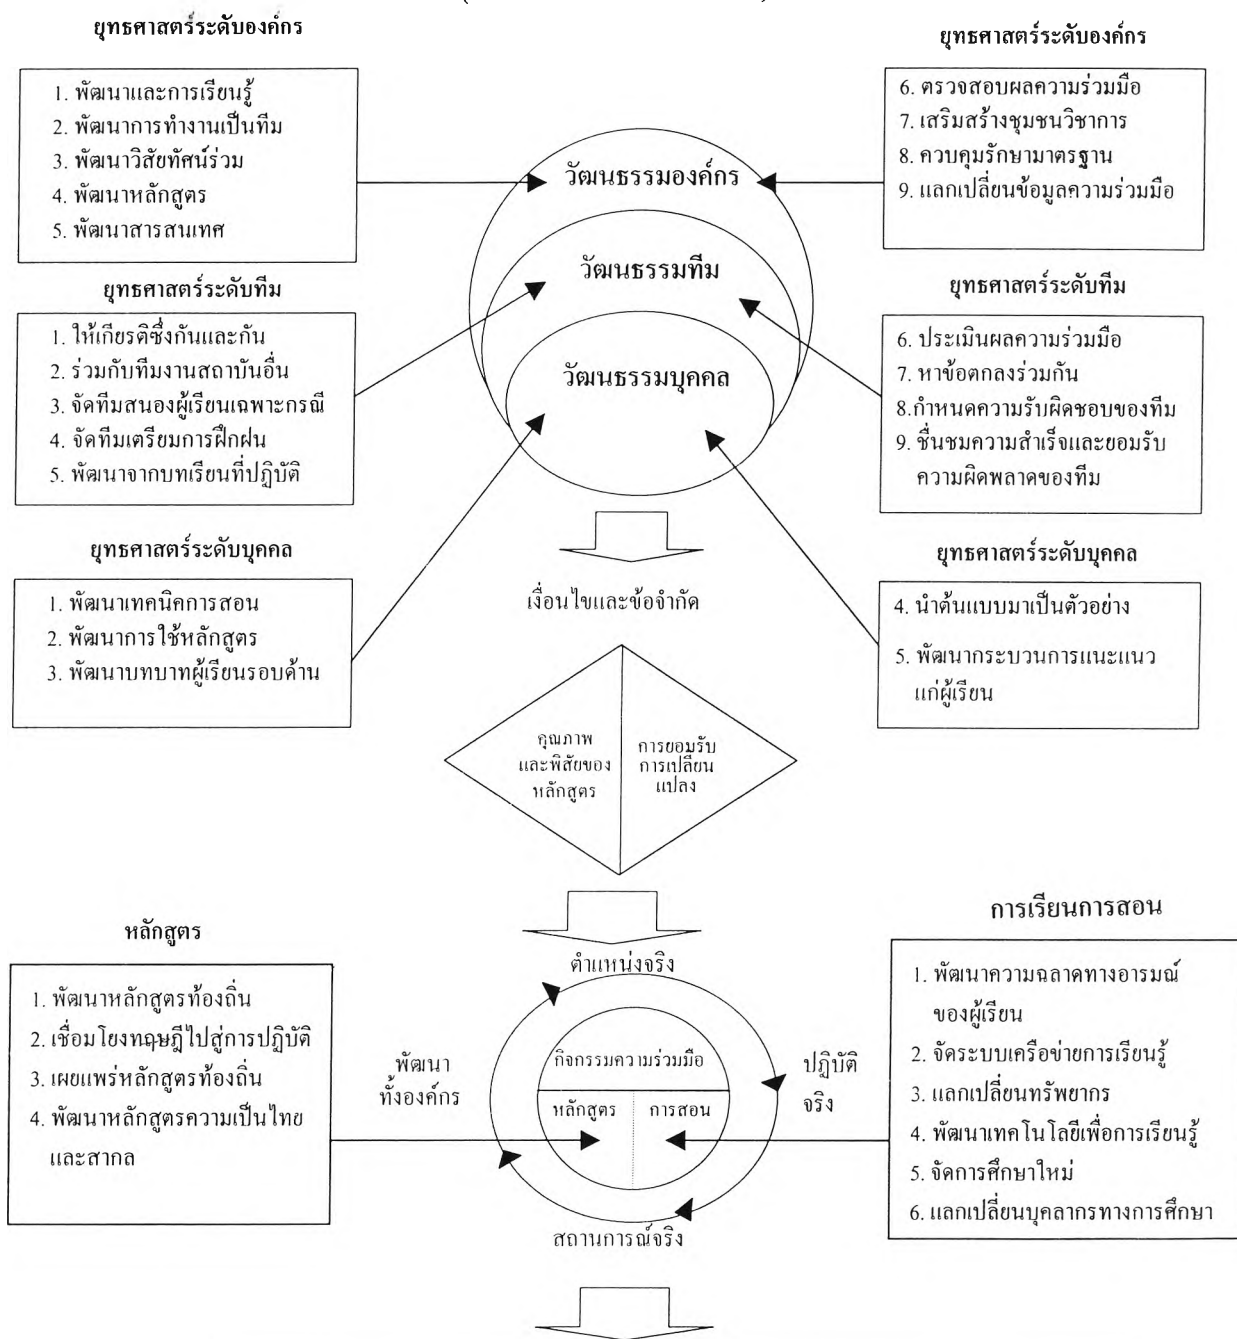 ยุทธศาสตร์ระดับองค์กร
1. พัฒนาและการเรียนรู้
2. พัฒนาการทำงานเป็นทีม
3. พัฒนาวิสัยทัศน์ร่วม
4. พัฒนาหลักสูตร
5. พัฒนาสารสนเทศ
ยุทธศาสตร์ระดับองค์กร
6. ตรวจสอบผลความร่วมมือ
7. เสริมสร้างชุมชนวิชาการ
8. ควบคุมรักษามาตรฐาน
9. แลกเปลี่ยนข้อมูลความร่วมมือ
วัฒนธรรมองค์กร
วัฒนธรรมทีม
วัฒนธรรมบุคคล
ยุทธศาสตร์ระดับทีม
1. ให้เกียรติซึ่งกันและกัน
2. ร่วมกับทีมงานสถาบันอื่น
3. จัดทีมสนองผู้เรียนเฉพาะกรณี
4. จัดทีมเตรียมการฝึกฝน
5. พัฒนาจากบทเรียนที่ปฏิบัติ
ยุทธศาสตร์ระดับทีม
6. ประเมินผลความร่วมมือ
7. หาข้อตกลงร่วมกัน
8.กำหนดความรับผิดชอบของทีม
9. ชื่นชมความสำเร็จและยอมรับ
ความผิดพลาดของทีม
ยุทธศาสตร์ระดับบุคคล
1. พัฒนาเทคนิคการสอน
2. พัฒนาการใช้หลักสูตร
3. พัฒนาบทบาทผู้เรียนรอบด้าน
ยุทธศาสตร์ระดับบุคคล
4. นำต้นแบบมาเป็นตัวอย่าง
5. พัฒนากระบวนการแนะแนว
แก่ผู้เรียน
เงื่อนไขและข้อจำกัด
คุณภาพ
และพิสัยของ
หลักสูตร
การยอมรับ
การเปลี่ยน
แปลง
หลักสูตร
1. พัฒนาหลักสูตรท้องถิ่น
2. เชื่อมโยงทฤษฎีไปสู่การปฏิบัติ
3. เผยแพร่หลักสูตรท้องถิ่น
4. พัฒนาหลักสูตรความเป็นไทย
และสากล
ตำแหน่งจริง
พัฒนา
ทั้งองค์กร
กิจกรรมความร่วมมือ
หลักสูตร
การสอน
ปฏิบัติ
จริง
สถานการณ์จริง
การเรียนการสอน
1. พัฒนาความฉลาดทางอารมณ์
ของผู้เรียน
2. จัดระบบเครือข่ายการเรียนรู้
3. แลกเปลี่ยนทรัพยากร
4. พัฒนาเทคโนโลยีเพื่อการเรียนรู้
5. จัดการศึกษาใหม่
6. แลกเปลี่ยนบุคลากรทางการศึกษา